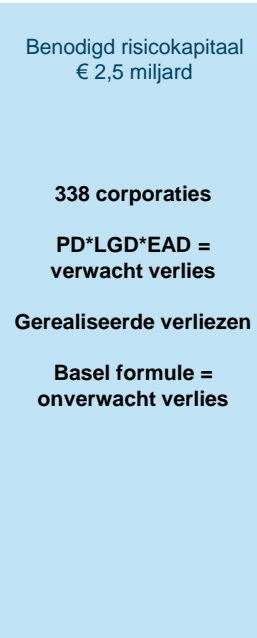 Benodigd risicokapitaal
€ 2,5 miljard
338 corporaties
PD*LGD*EAD =
verwacht verlies
Gerealiseerde verliezen
Basel formule =
onverwacht verlies